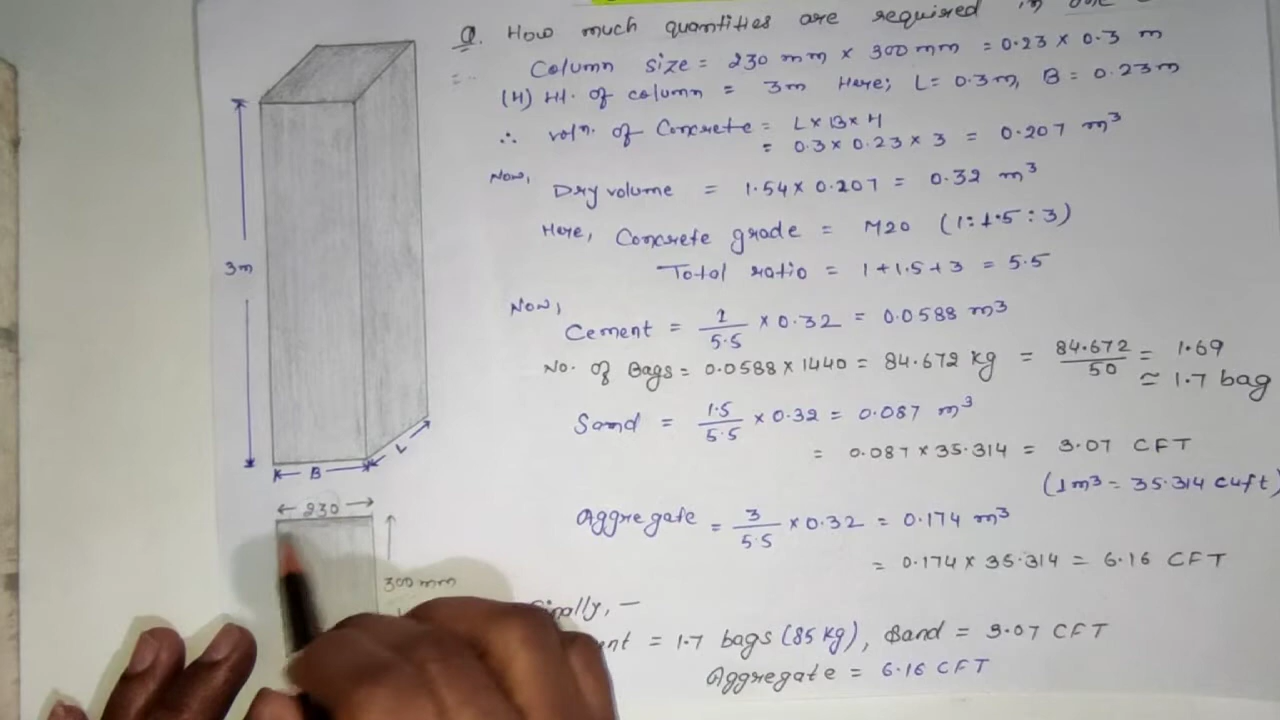 Q. How much quantities are required in one
Column size = 230 mm × 300 mm = 0.23 × 0.3 m
(H) Ht. of column = 3m Here; L = 0.3m, B = 0.23m
∴ voln. of Concrete = L × B × H
= 0.3 × 0.23 × 3 = 0.207 m³
Now,
Dry volume = 1.54 × 0.207 = 0.32 m³
Here, Concrete grade = M20 (1:1.5:3)
Total ratio = 1+1.5+3 = 5.5
Now,
Cement = 1/5.5 × 0.32 = 0.0588 m³
No. of Bags = 0.0588 × 1440 = 84.672 kg = 84.672/50 = 1.69
≃ 1.7 bag
Sand = 1.5/5.5 × 0.32 = 0.087 m³
= 0.087 × 35.314 = 3.07 CFT
(1m³ = 35.314 cuft)
Aggregate = 3/5.5 × 0.32 = 0.174 m³
= 0.174 × 35.314 = 6.16 CFT
Finally, —
nt = 1.7 bags (85 kg), Sand = 3.07 CFT
Aggregate = 6.16 CFT
3m
B
L
230
300 mm